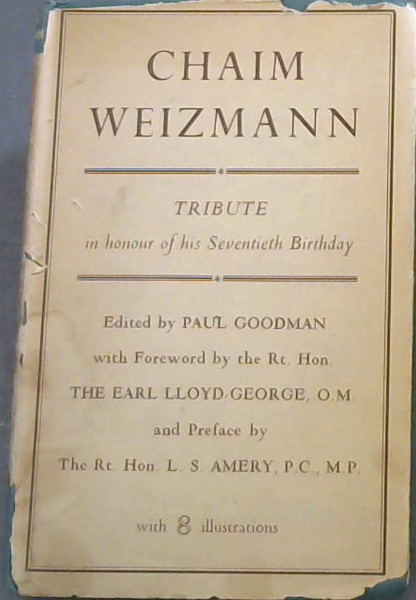 CHAIM
WEIZMANN
TRIBUTE
in honour of his Seventieth Birthday
Edited by PAUL GOODMAN
with Foreword by the Rt. Hon.
THE EARL LLOYD-GEORGE, O.M.
and Preface by
The Rt. Hon. L. S. AMERY, P.C., M.P.
with 8 illustrations